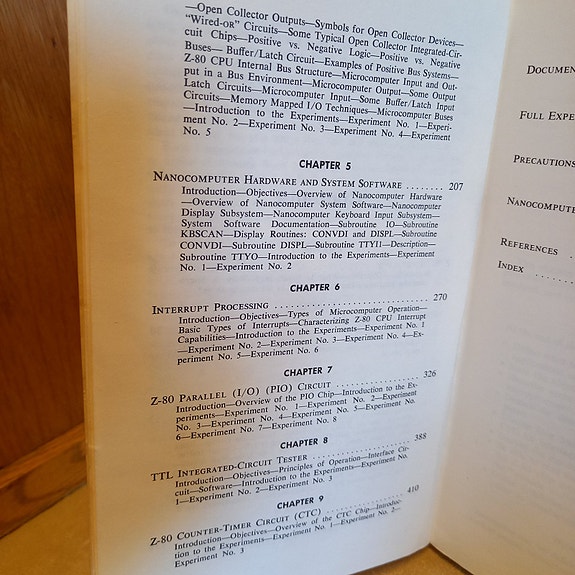 —Open Collector Outputs—Symbols for Open Collector Devices—
"Wired-OR" Circuits—Some Typical Open Collector Integrated-Cir-
cuit Chips—Positive vs. Negative Logic—Positive vs. Negative
Buses— Buffer/Latch Circuit—Examples of Positive Bus Systems—
Z-80 CPU Internal Bus Structure—Microcomputer Input and Out-
put in a Bus Environment—Microcomputer Output—Some Output
Latch Circuits—Microcomputer Input—Some Buffer/Latch Input
Circuits—Memory Mapped I/O Techniques—Microcomputer Buses
—Introduction to the Experiments—Experiment No. 1—Experi-
ment No. 2—Experiment No. 3—Experiment No. 4—Experiment
No. 5
CHAPTER 5
NANOCOMPUTER HARDWARE AND SYSTEM SOFTWARE . . . . . . . . 207
Introduction—Objectives—Overview of Nanocomputer Hardware
—Overview of Nanocomputer System Software—Nanocomputer
Display Subsystem—Nanocomputer Keyboard Input Subsystem—
System Software Documentation—Subroutine IO—Subroutine
KBSCAN—Display Routines: CONVDI and DISPL—Subroutine
CONVDI—Subroutine DISPL—Subroutine TTYII—Description—
Subroutine TTYO—Introduction to the Experiments—Experiment
No. 1—Experiment No. 2
CHAPTER 6
INTERRUPT PROCESSING . . . . . . . . . . . . . . . . . . . . . . . . 270
Introduction—Objectives—Types of Microcomputer Operation—
Basic Types of Interrupts—Characterizing Z-80 CPU Interrupt
Capabilities—Introduction to the Experiments—Experiment No. 1
—Experiment No. 2—Experiment No. 3—Experiment No. 4—Ex-
periment No. 5—Experiment No. 6
CHAPTER 7
Z-80 PARALLEL (I/O) (PIO) CIRCUIT . . . . . . . . . . . . . . . 326
Introduction—Overview of the PIO Chip—Introduction to the Ex-
periments—Experiment No. 1—Experiment No. 2—Experiment
No. 3—Experiment No. 4—Experiment No. 5—Experiment No.
6—Experiment No. 7—Experiment No. 8
CHAPTER 8
TTL INTEGRATED-CIRCUIT TESTER . . . . . . . . . . . . . . . . . . 388
Introduction—Objectives—Principles of Operation—Interface Cir-
cuit—Software—Introduction to the Experiments—Experiment No.
1—Experiment No. 2—Experiment No. 3
CHAPTER 9
Z-80 COUNTER-TIMER CIRCUIT (CTC) . . . . . . . . . . . . . . . 410
Introduction—Objectives—Overview of the CTC Chip—Introduc-
tion to the Experiments—Experiment No. 1—Experiment No. 2—
Experiment No. 3
DOCUMEN
FULL EXPE
PRECAUTIONS
NANOCOMPUTE
REFERENCES .
INDEX . . . . .